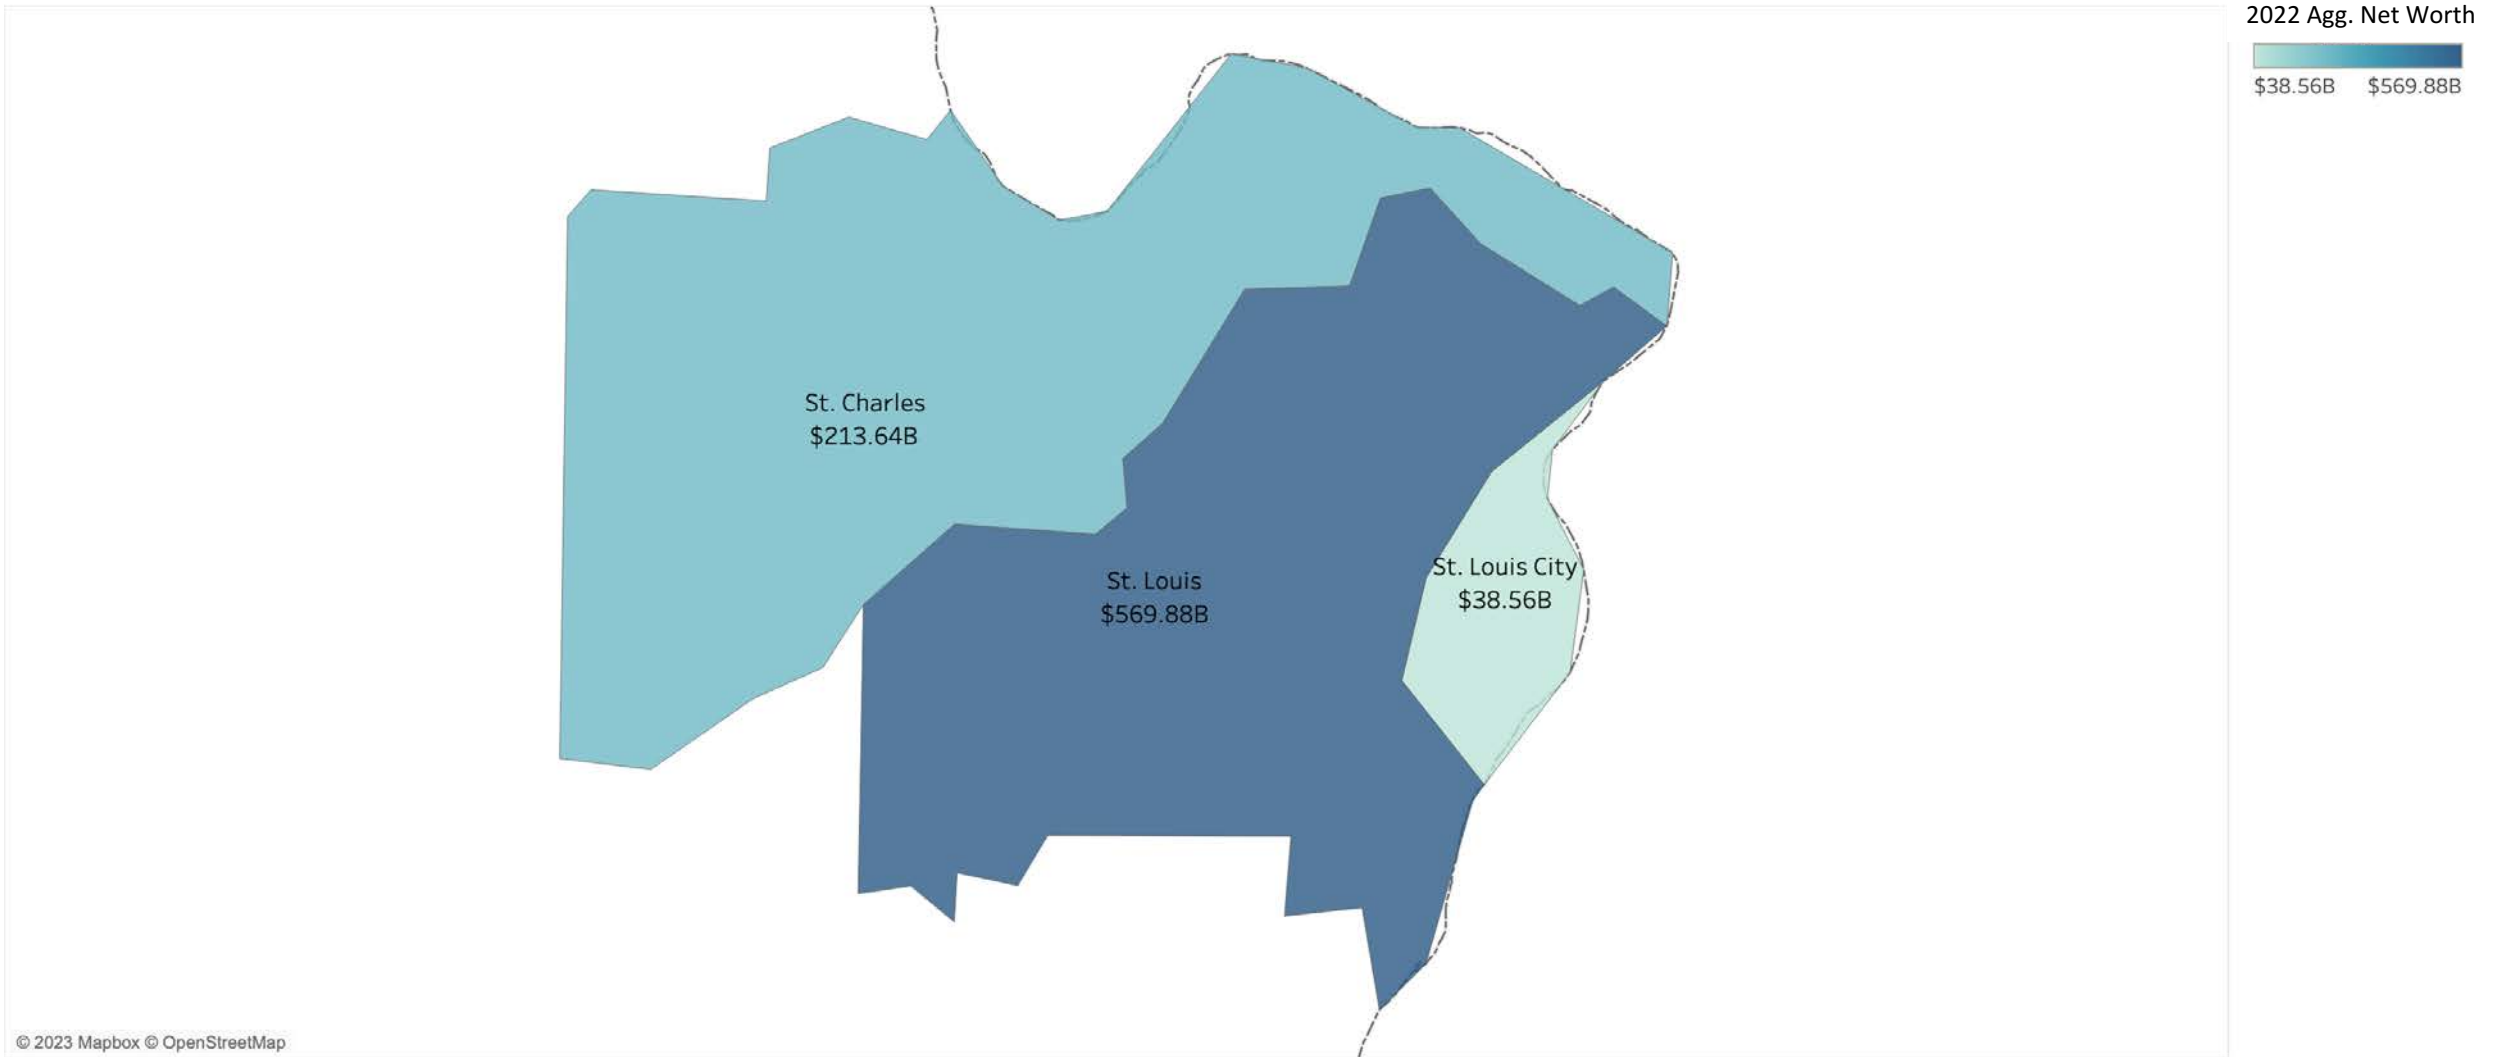 2022 Agg. Net Worth
$38.56B $569.88B
St. Charles
$213.64B
St. Louis
$569.88B
St. Louis City
$38.56B
© 2023 Mapbox © OpenStreetMap